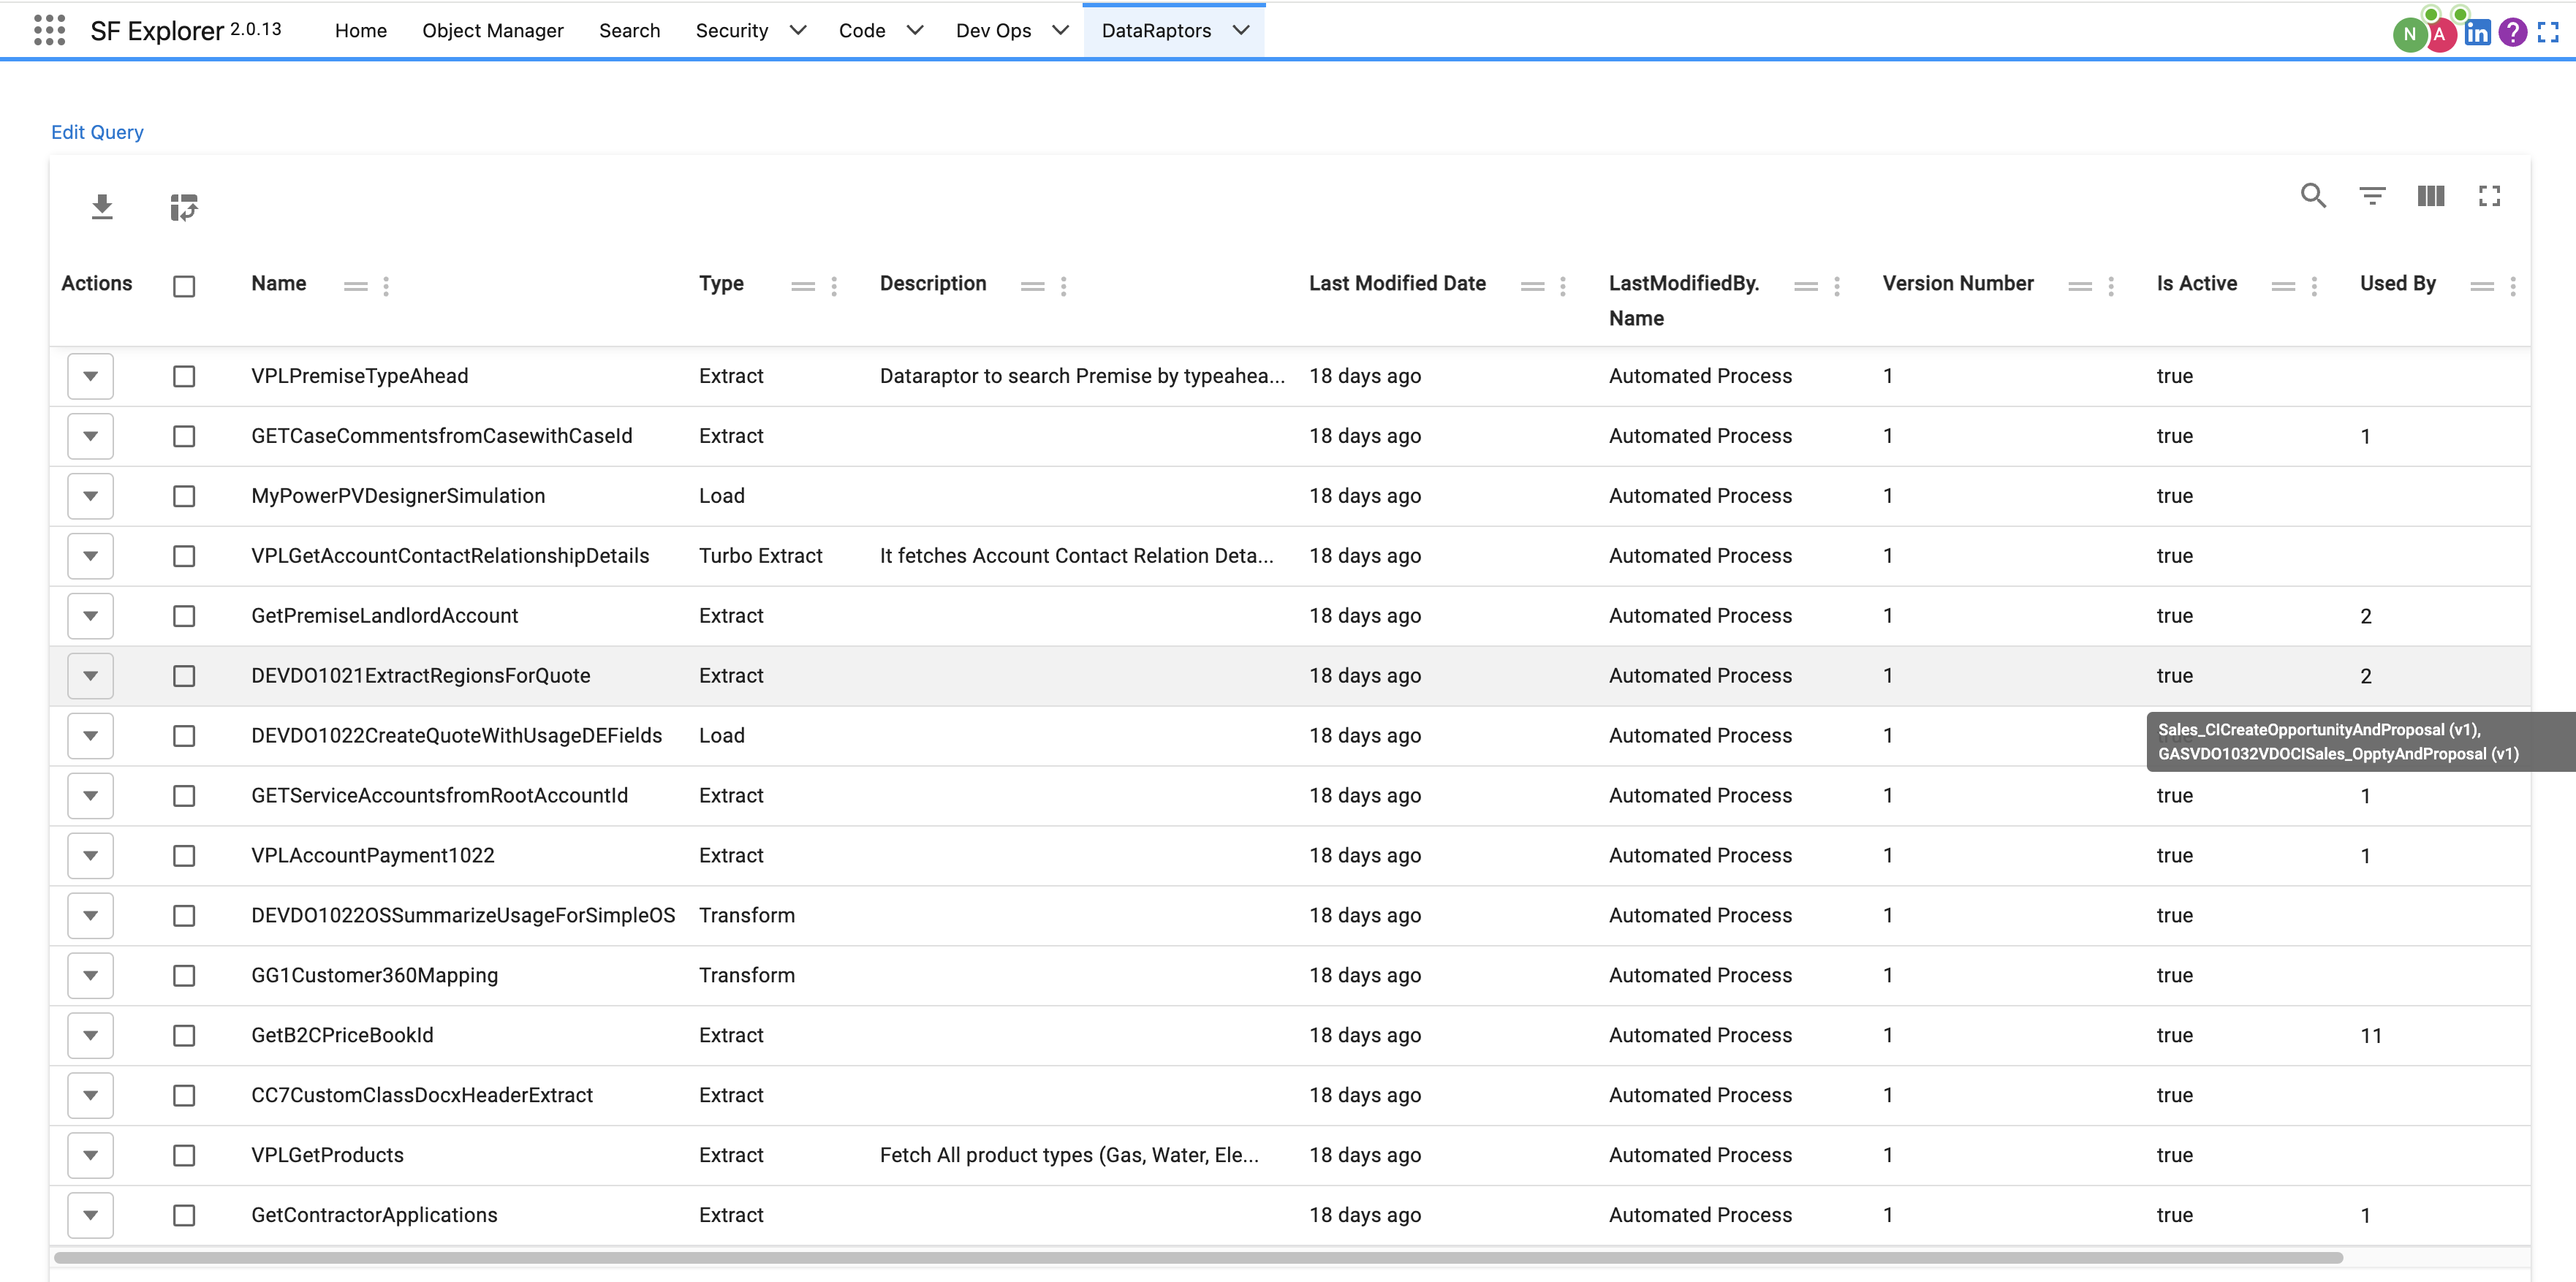 SF Explorer 2.0.13 Home Object Manager Search Security Code Dev Ops DataRaptors N A in ?
Edit Query
Actions Name Type Description Last Modified Date LastModifiedBy. Version Number Is Active Used By
Name
VPLPremiseTypeAhead Extract Dataraptor to search Premise by typeahea... 18 days ago Automated Process 1 true
GETCaseCommentsfromCasewithCaseId Extract 18 days ago Automated Process 1 true 1
MyPowerPVDesignerSimulation Load 18 days ago Automated Process 1 true
VPLGetAccountContactRelationshipDetails Turbo Extract It fetches Account Contact Relation Deta... 18 days ago Automated Process 1 true
GetPremiseLandlordAccount Extract 18 days ago Automated Process 1 true 2
DEVDO1021ExtractRegionsForQuote Extract 18 days ago Automated Process 1 true 2
DEVDO1022CreateQuoteWithUsageDEFields Load 18 days ago Automated Process 1
Sales_CICreateOpportunityAndProposal (v1),
GASVDO1032VDOCISales_OpptyAndProposal (v1)
GETServiceAccountsfromRootAccountId Extract 18 days ago Automated Process 1 true 1
VPLAccountPayment1022 Extract 18 days ago Automated Process 1 true 1
DEVDO1022OSSummarizeUsageForSimpleOS Transform 18 days ago Automated Process 1 true
GG1Customer360Mapping Transform 18 days ago Automated Process 1 true
GetB2CPriceBookId Extract 18 days ago Automated Process 1 true 11
CC7CustomClassDocxHeaderExtract Extract 18 days ago Automated Process 1 true
VPLGetProducts Extract Fetch All product types (Gas, Water, Ele... 18 days ago Automated Process 1 true
GetContractorApplications Extract 18 days ago Automated Process 1 true 1